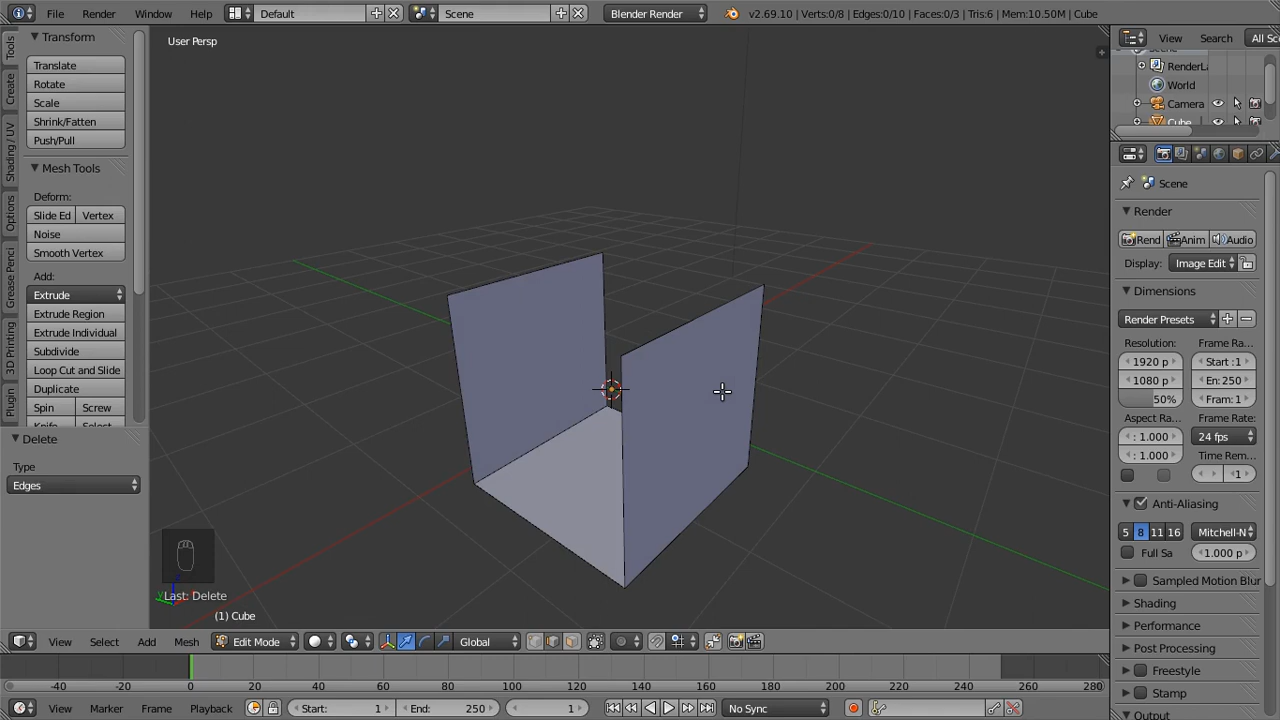 File Render Window Help Default Scene Blender Render v2.69.10 | Verts:0/8 | Edges:0/10 | Faces:0/3 | Tris:6 | Mem:10.50M | Cube
Tools
Create
Shading / UV
Options
Grease Penci
3D Printing
Plugin
Transform
Translate
Rotate
Scale
Shrink/Fatten
Push/Pull
Mesh Tools
Deform:
Slide Ed Vertex
Noise
Smooth Vertex
Add:
Extrude
Extrude Region
Extrude Individual
Subdivide
Loop Cut and Slide
Duplicate
Spin Screw
Knife Select
Delete
Type
Edges
User Persp
Last: Delete
(1) Cube
View Select Add Mesh Edit Mode Global
-40 -20 0 20 40 60 80 100 120 140 160 180 200 220 240 260 280
View Marker Frame Playback Start: 1 End: 250 1 No Sync
View Search All Sc
Scene
RenderLa
World
Camera
Cube
Scene
Render
Rend Anim Audio
Display: Image Edit
Dimensions
Render Presets
Resolution: Frame Ra...
1920 p Start :1
1080 p En: 250
50% Fram: 1
Aspect Ra... Frame Rate:
: 1.000 24 fps
: 1.000 Time Rem...
1
Anti-Aliasing
5 8 11 16 Mitchell-N
Full Sa 1.000 p
Sampled Motion Blur
Shading
Performance
Post Processing
Freestyle
Stamp
Output